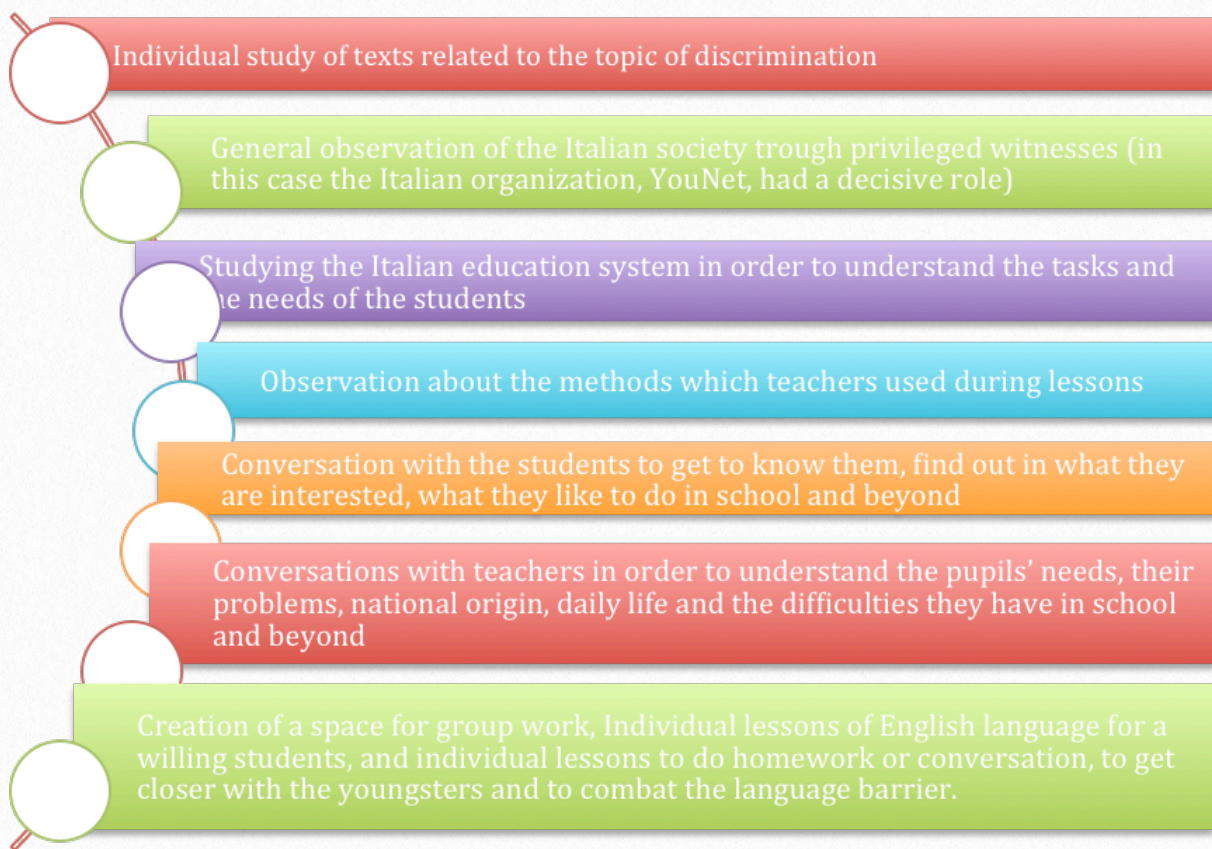 Individual study of texts related to the topic of discrimination
General observation of the Italian society trough privileged witnesses (in
this case the Italian organization, YouNet, had a decisive role)
Studying the Italian education system in order to understand the tasks and
he needs of the students
Observation about the methods which teachers used during lessons
Conversation with the students to get to know them, find out in what they
are interested, what they like to do in school and beyond
Conversations with teachers in order to understand the pupils’ needs, their
problems, national origin, daily life and the difficulties they have in school
and beyond
Creation of a space for group work, Individual lessons of English language for a
willing students, and individual lessons to do homework or conversation, to get
closer with the youngsters and to combat the language barrier.